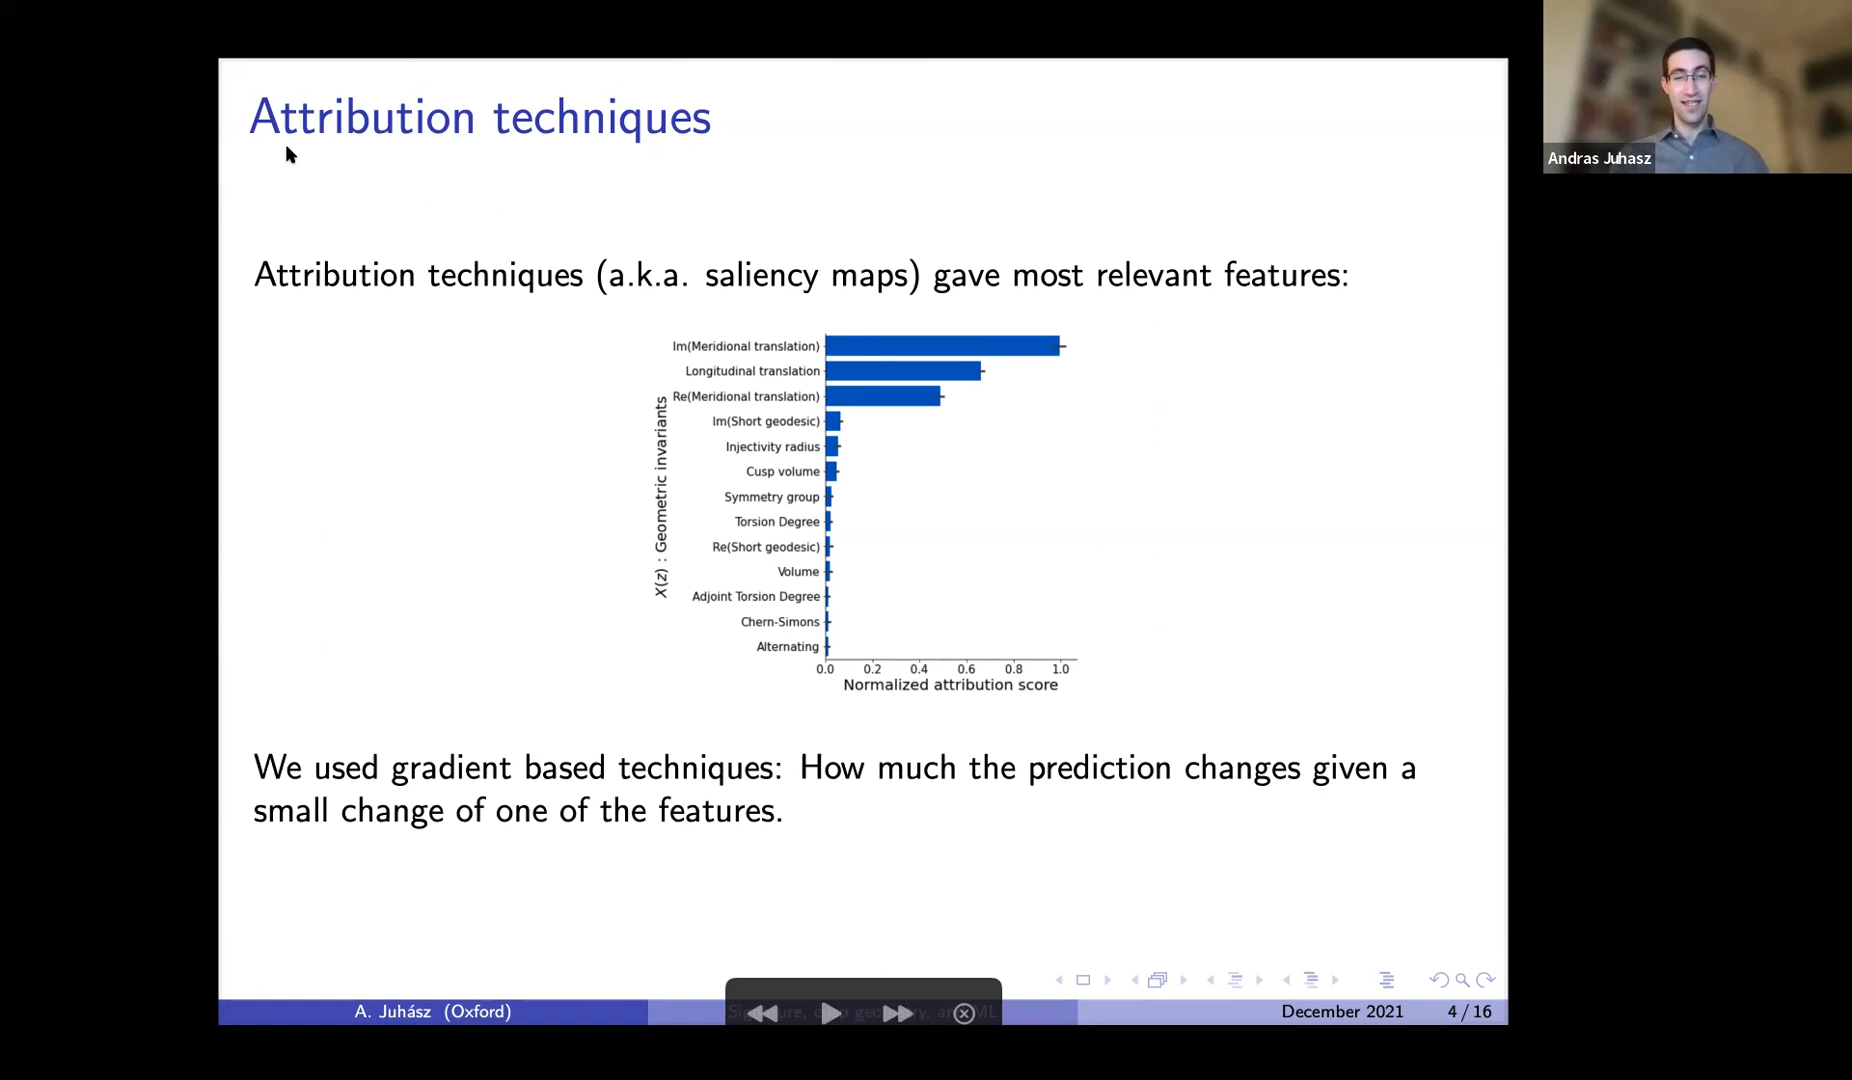 Attribution techniques
Andras Juhasz
Attribution techniques (a.k.a. saliency maps) gave most relevant features:
X(z) : Geometric invariants
Im(Meridional translation)
Longitudinal translation
Re(Meridional translation)
Im(Short geodesic)
Injectivity radius
Cusp volume
Symmetry group
Torsion Degree
Re(Short geodesic)
Volume
Adjoint Torsion Degree
Chern-Simons
Alternating
0.0 0.2 0.4 0.6 0.8 1.0
Normalized attribution score
We used gradient based techniques: How much the prediction changes given a
small change of one of the features.
A. Juhász (Oxford)
December 2021 4 / 16